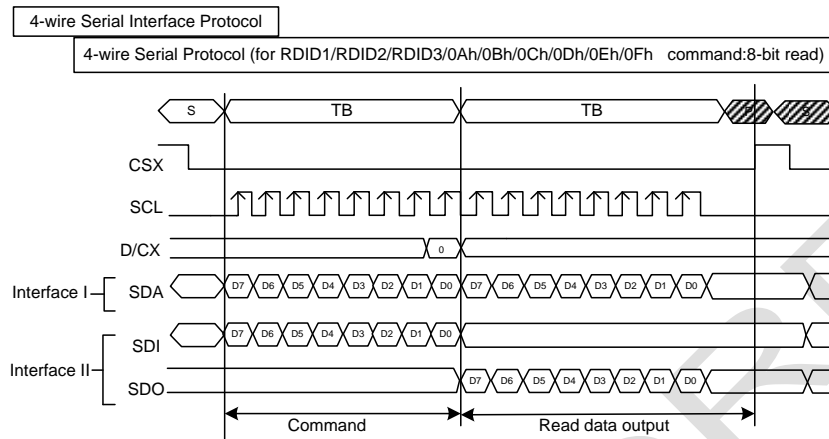 4-wire Serial Interface Protocol
4-wire Serial Protocol (for RDID1/RDID2/RDID3/0Ah/0Bh/0Ch/0Dh/0Eh/0Fh command:8-bit read)
S TB TB P S
CSX
SCL
D/CX 0
Interface I SDA D7 D6 D5 D4 D3 D2 D1 D0 D7 D6 D5 D4 D3 D2 D1 D0
SDI D7 D6 D5 D4 D3 D2 D1 D0
Interface II
SDO D7 D6 D5 D4 D3 D2 D1 D0
Command Read data output